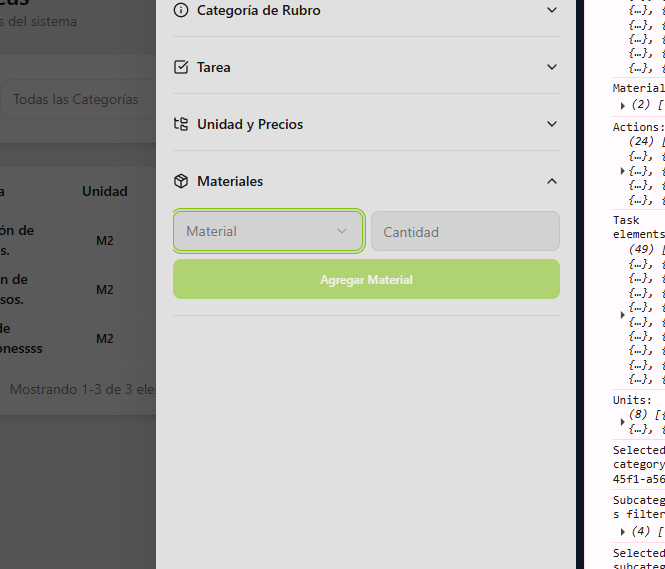 s del sistema
Todas las Categorías
Unidad
ón de
s.
M2
n de
sos.
M2
de
onessss
M2
Mostrando 1-3 de 3 ele
Categoría de Rubro
Tarea
Unidad y Precios
Materiales
Material
Cantidad
Agregar Material
{…}, {
{…}, {
{…}, {
{…}, {
{…}, {
Material
(2) [
Actions:
(24) [
{…}, {
{…}, {
{…}, {
{…}, {
Task
elements
(49) [
{…}, {
{…}, {
{…}, {
{…}, {
{…}, {
{…}, {
{…}, {
{…}, {
{…}, {
Units:
(8) [{
{…}, {
Selected
category
45f1-a56
Subcateg
s filter
(4) [
Selected
subcateg